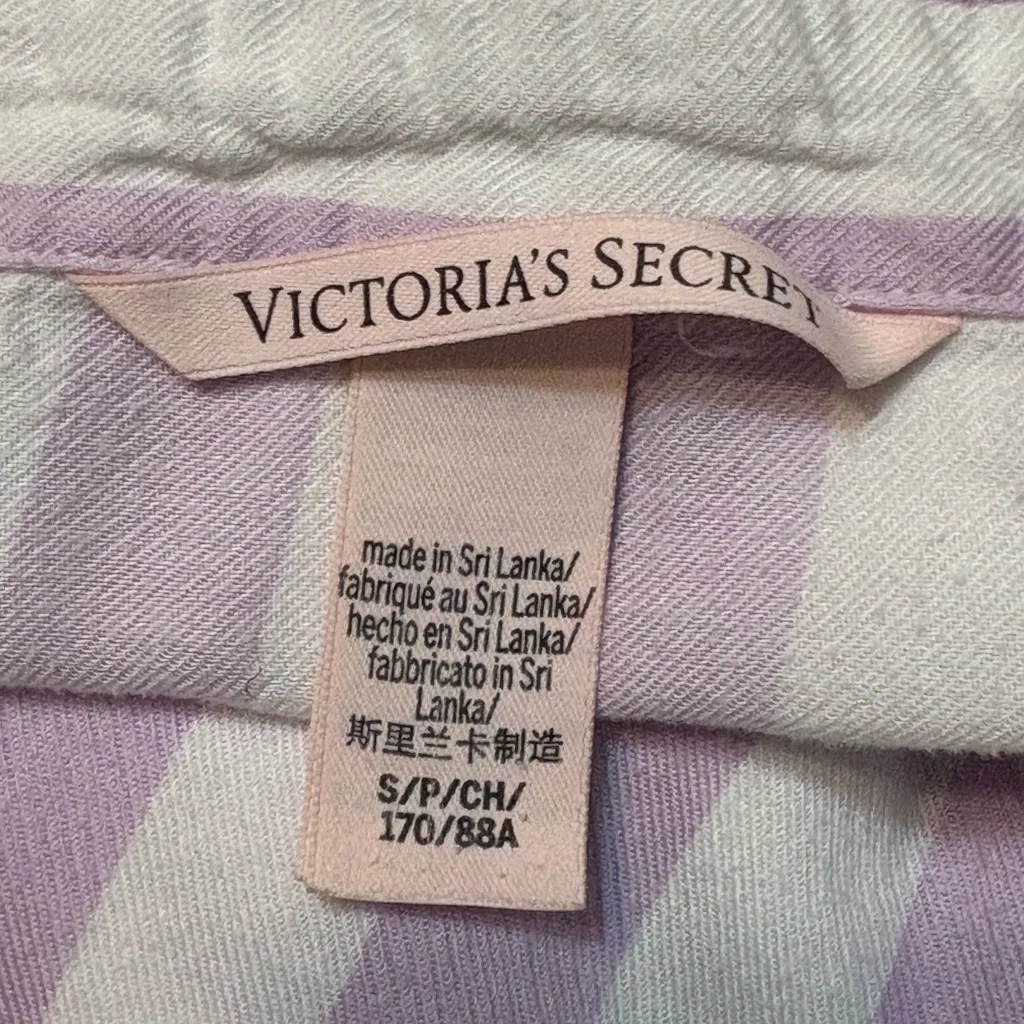 VICTORIA'S SECRET
made in Sri Lanka/
fabriqué au Sri Lanka/
hecho en Sri Lanka/
fabbricato in Sri
Lanka/
斯里兰卡制造
S/P/CH/
170/88A